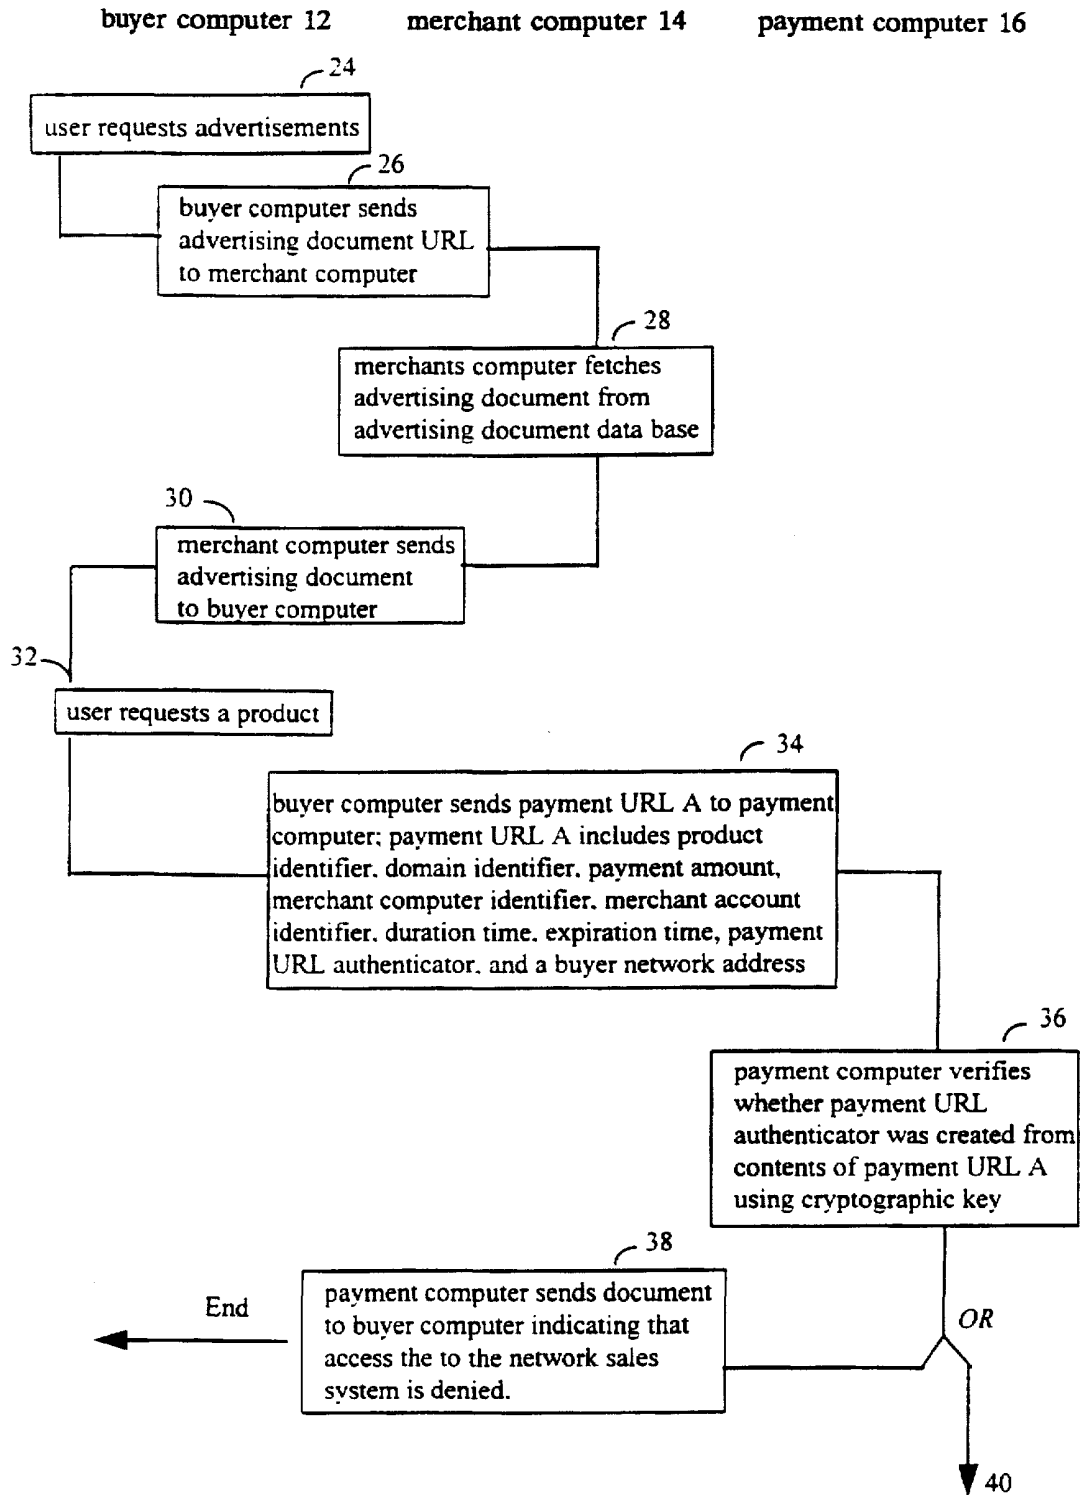 buyer computer 12 merchant computer 14 payment computer 16
24
user requests advertisements
26
buyer computer sends
advertising document URL
to merchant computer
28
merchants computer fetches
advertising document from
advertising document data base
30
merchant computer sends
advertising document
to buyer computer
32
user requests a product
34
buyer computer sends payment URL A to payment
computer; payment URL A includes product
identifier, domain identifier, payment amount,
merchant computer identifier, merchant account
identifier, duration time, expiration time, payment
URL authenticator, and a buyer network address
36
payment computer verifies
whether payment URL
authenticator was created from
contents of payment URL A
using cryptographic key
38
payment computer sends document
to buyer computer indicating that
access the to the network sales
system is denied.
End
OR
40